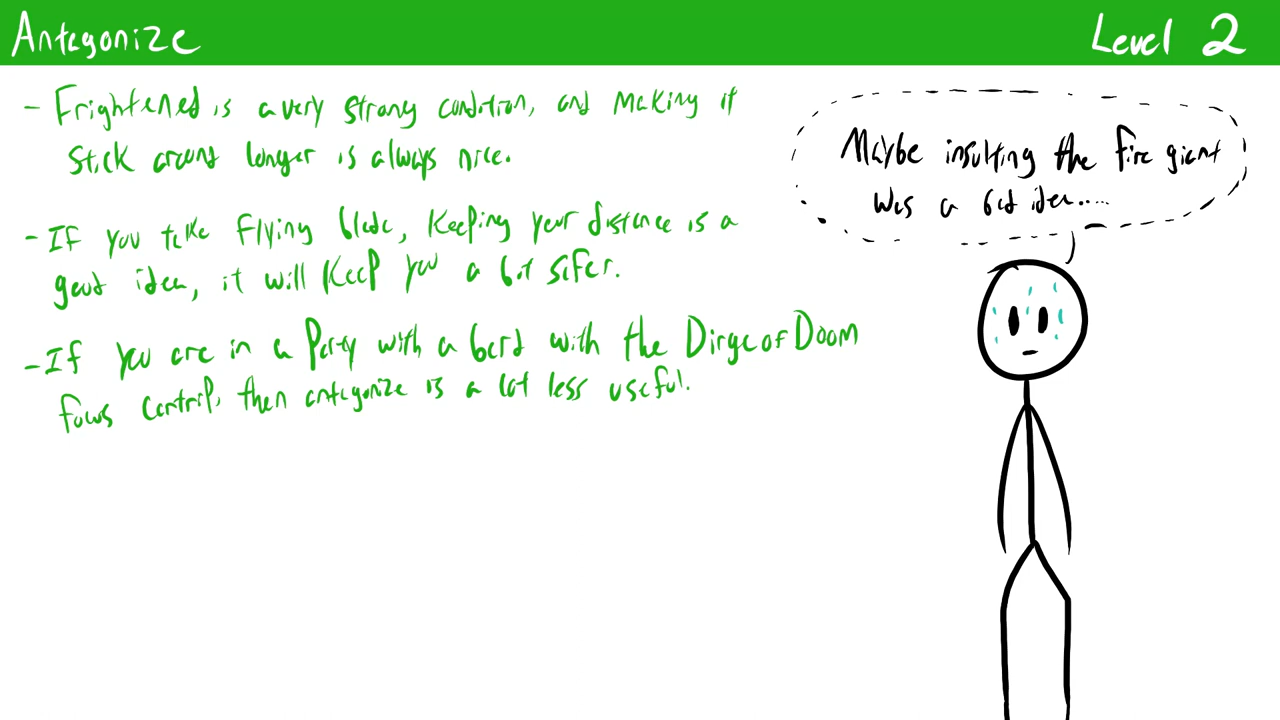 Antagonize
Level 2
- Frightened is a very strong condition, and making it
stick around longer is always nice.
- If you take flying blade, keeping your distance is a
good idea, it will keep you a bit safer.
- If you are in a Party with a bard with the Dirge of Doom
focus cantrip, then antagonize is a lot less useful.
Maybe insulting the fire giant
was a bad idea.....